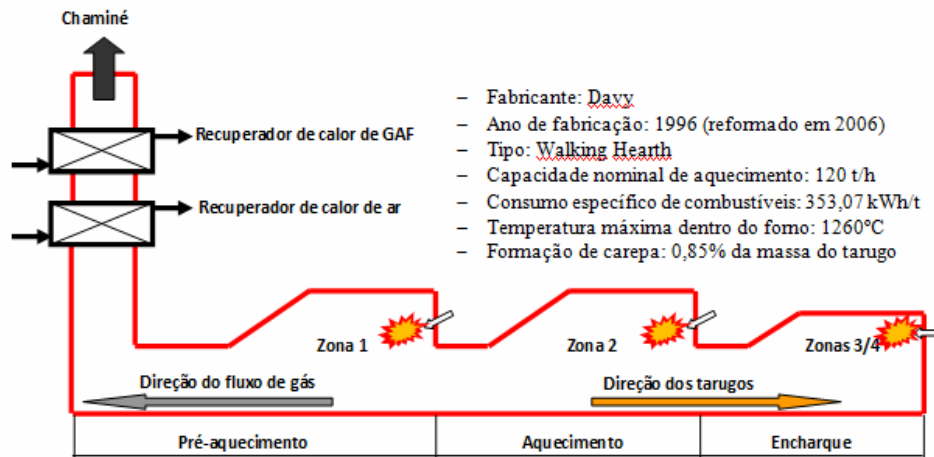 Chaminé
Recuperador de calor de GAF
Recuperador de calor de ar
– Fabricante: Davy
– Ano de fabricação: 1996 (reformado em 2006)
– Tipo: Walking Hearth
– Capacidade nominal de aquecimento: 120 t/h
– Consumo específico de combustíveis: 353,07 kWh/t
– Temperatura máxima dentro do forno: 1260°C
– Formação de carepa: 0,85% da massa do tarugo
Zona 1
Zona 2
Zonas 3/4
Direção do fluxo de gás
Direção dos tarugos
Pré-aquecimento
Aquecimento
Encharque